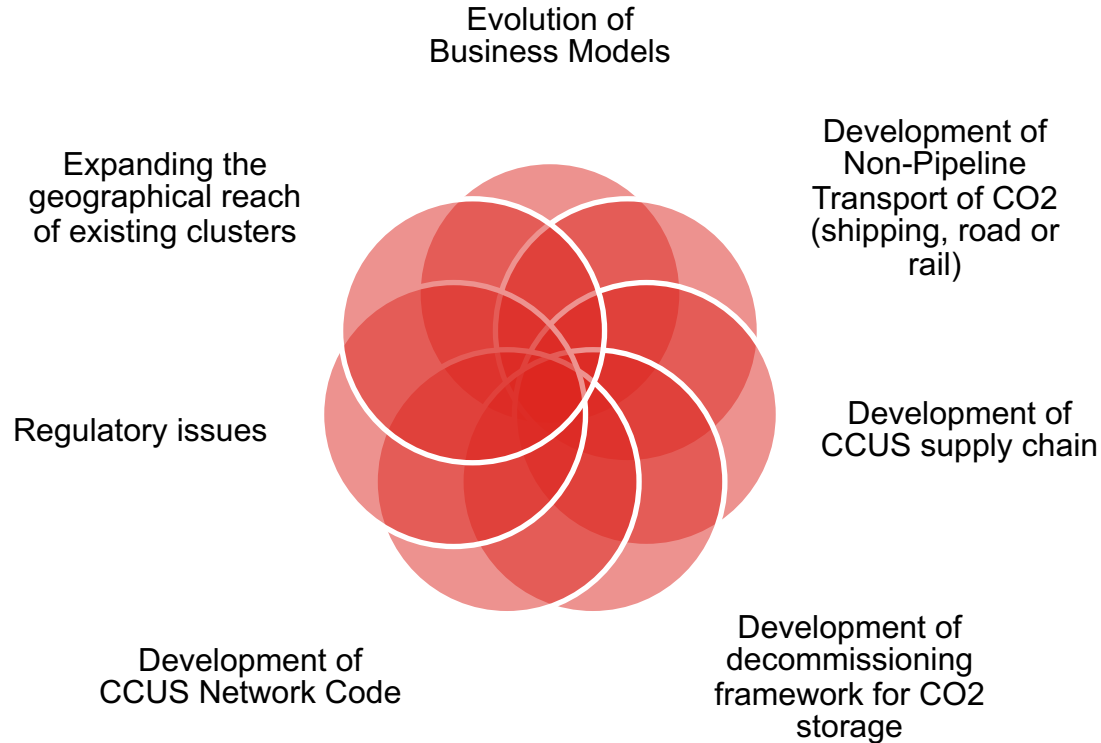 Evolution of
Business Models
Development of
Non-Pipeline
Transport of CO2
(shipping, road or
rail)
Development of
CCUS supply chain
Development of
decommissioning
framework for CO2
storage
Development of
CCUS Network Code
Regulatory issues
Expanding the
geographical reach
of existing clusters